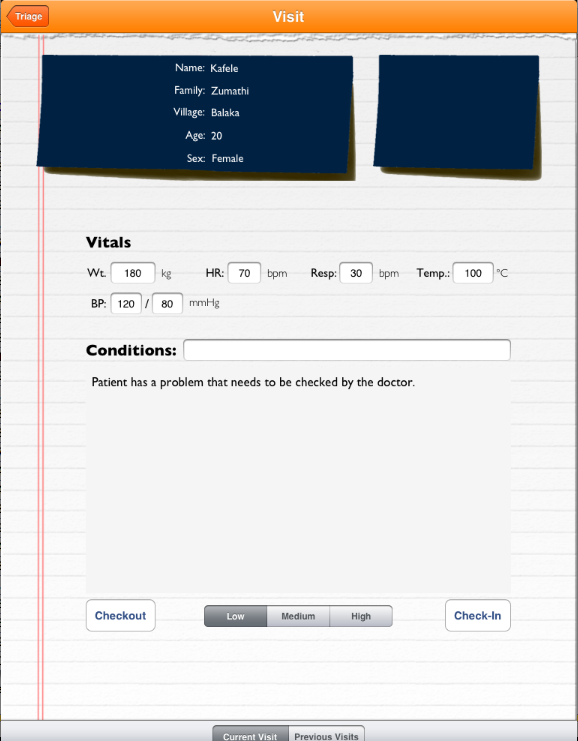 Triage
Visit
Name: Kafele
Family: Zumathi
Village: Balaka
Age: 20
Sex: Female
Vitals
Wt. 180 kg HR: 70 bpm Resp: 30 bpm Temp.: 100 °C
BP: 120 / 80 mmHg
Conditions:
Patient has a problem that needs to be checked by the doctor.
Checkout Low Medium High Check-In
Current Visit Previous Visits